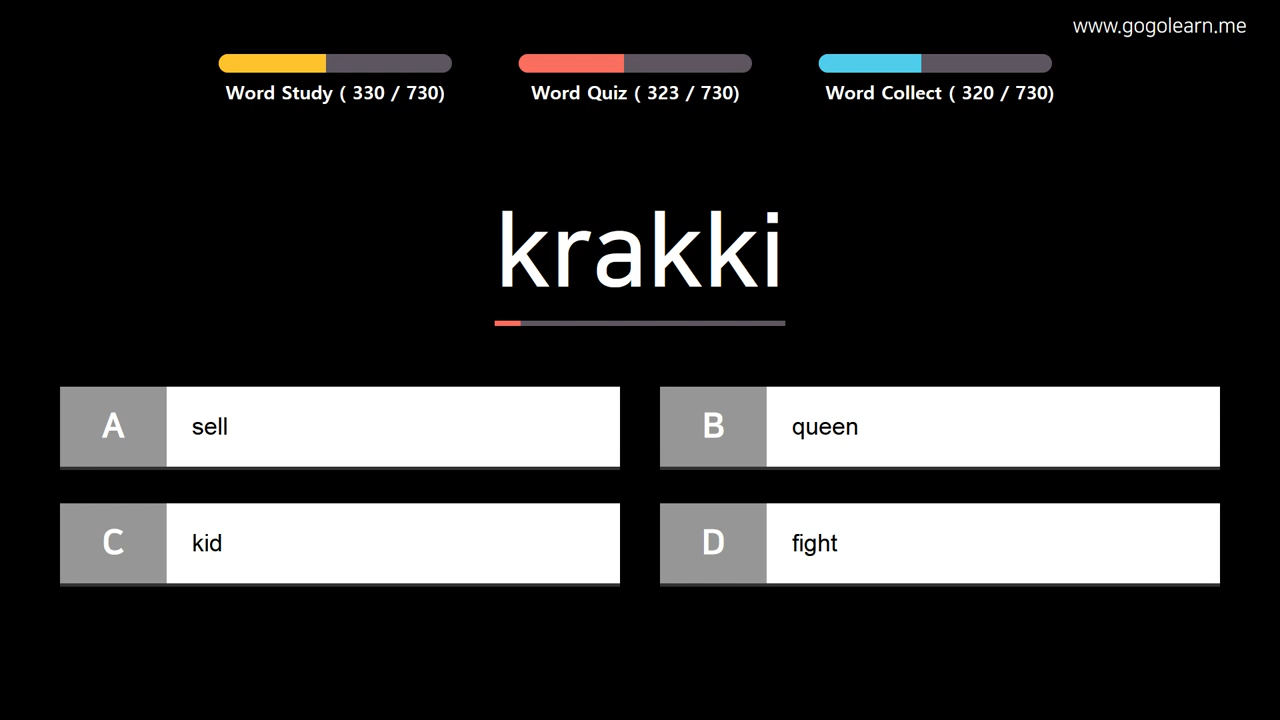 www.gogolearn.me
Word Study ( 330 / 730)
Word Quiz ( 323 / 730)
Word Collect ( 320 / 730)
krakki
A
sell
B
queen
C
kid
D
fight